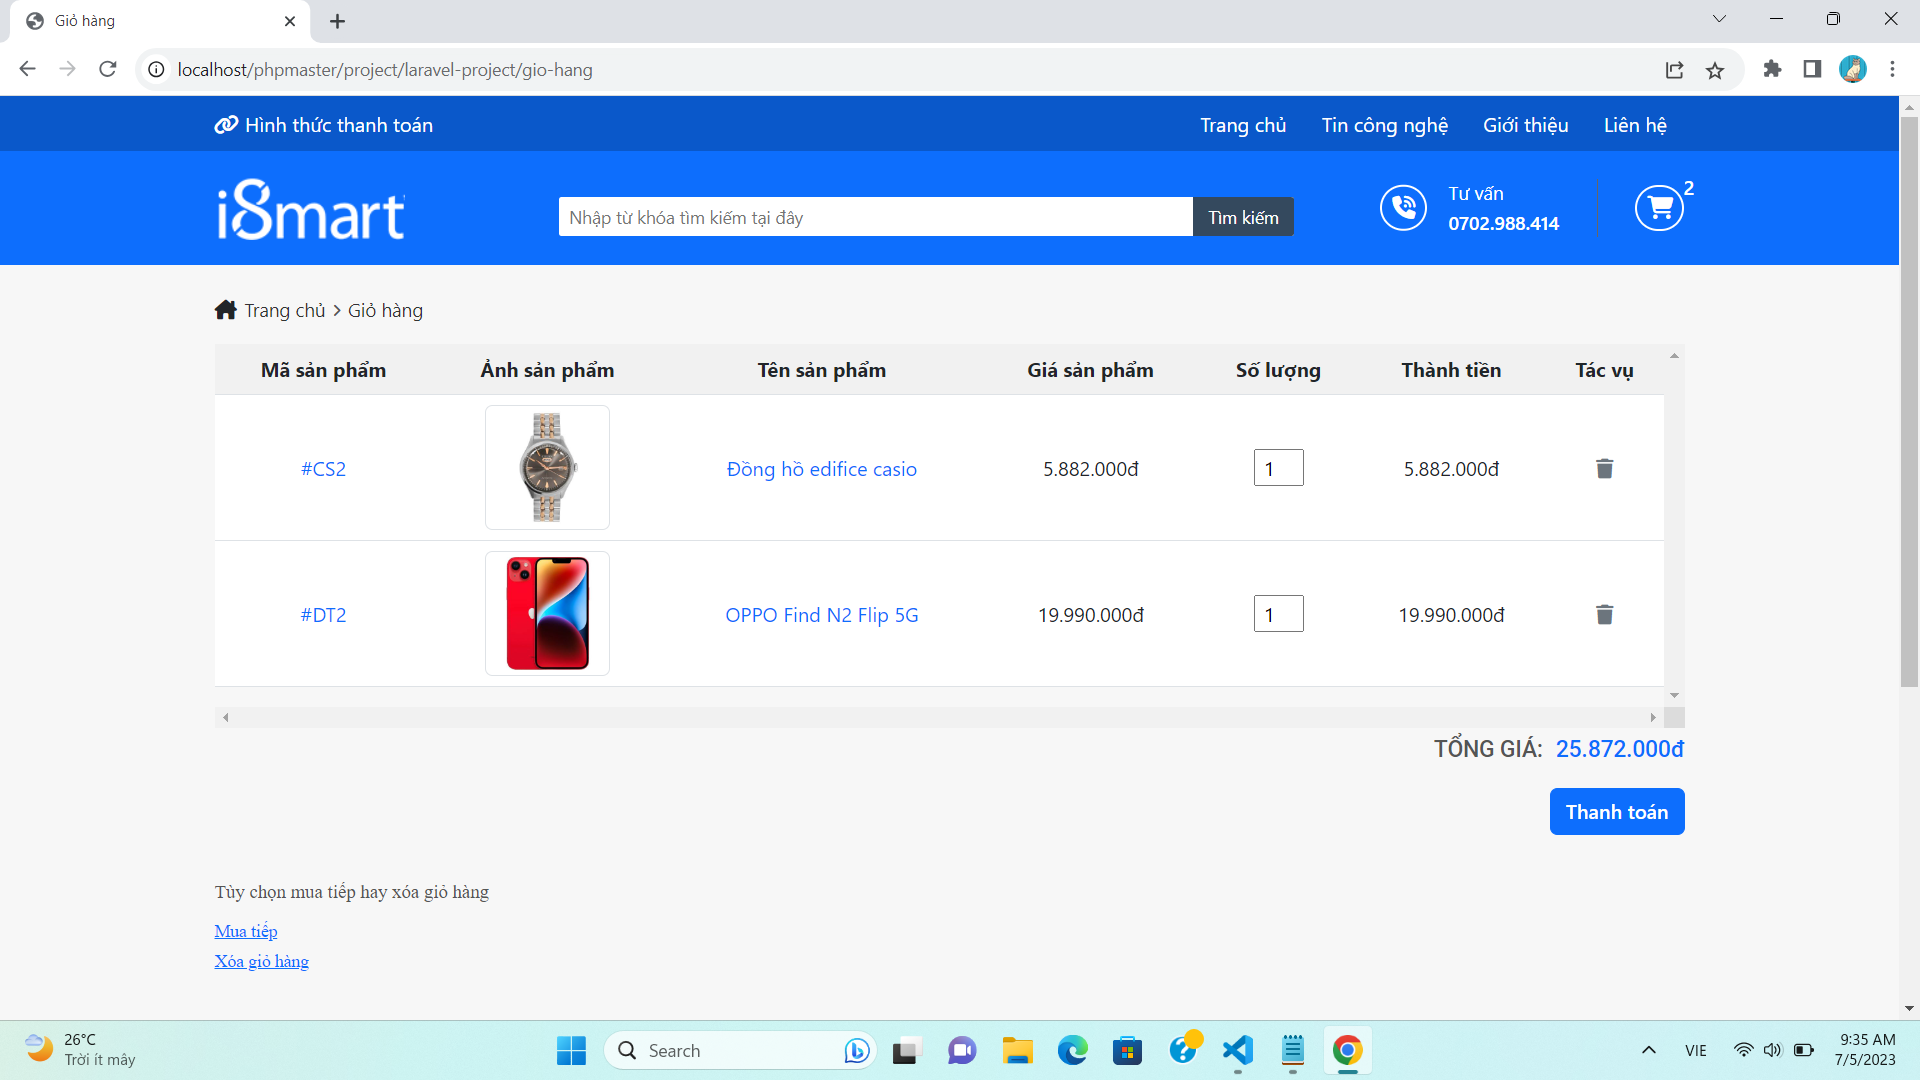 Giỏ hàng
localhost/phpmaster/project/laravel-project/gio-hang
Hình thức thanh toán
Trang chủ Tin công nghệ Giới thiệu Liên hệ
i8mart
Nhập từ khóa tìm kiếm tại đây
Tìm kiếm
Tư vấn
0702.988.414
2
Trang chủ > Giỏ hàng
Mã sản phẩm Ảnh sản phẩm Tên sản phẩm Giá sản phẩm Số lượng Thành tiền Tác vụ
#CS2 Đồng hồ edifice casio 5.882.000đ 1 5.882.000đ
#DT2 OPPO Find N2 Flip 5G 19.990.000đ 1 19.990.000đ
TỔNG GIÁ: 25.872.000đ
Thanh toán
Tùy chọn mua tiếp hay xóa giỏ hàng
Mua tiếp
Xóa giỏ hàng
26°C
Trời ít mây
Search
VIE
9:35 AM
7/5/2023